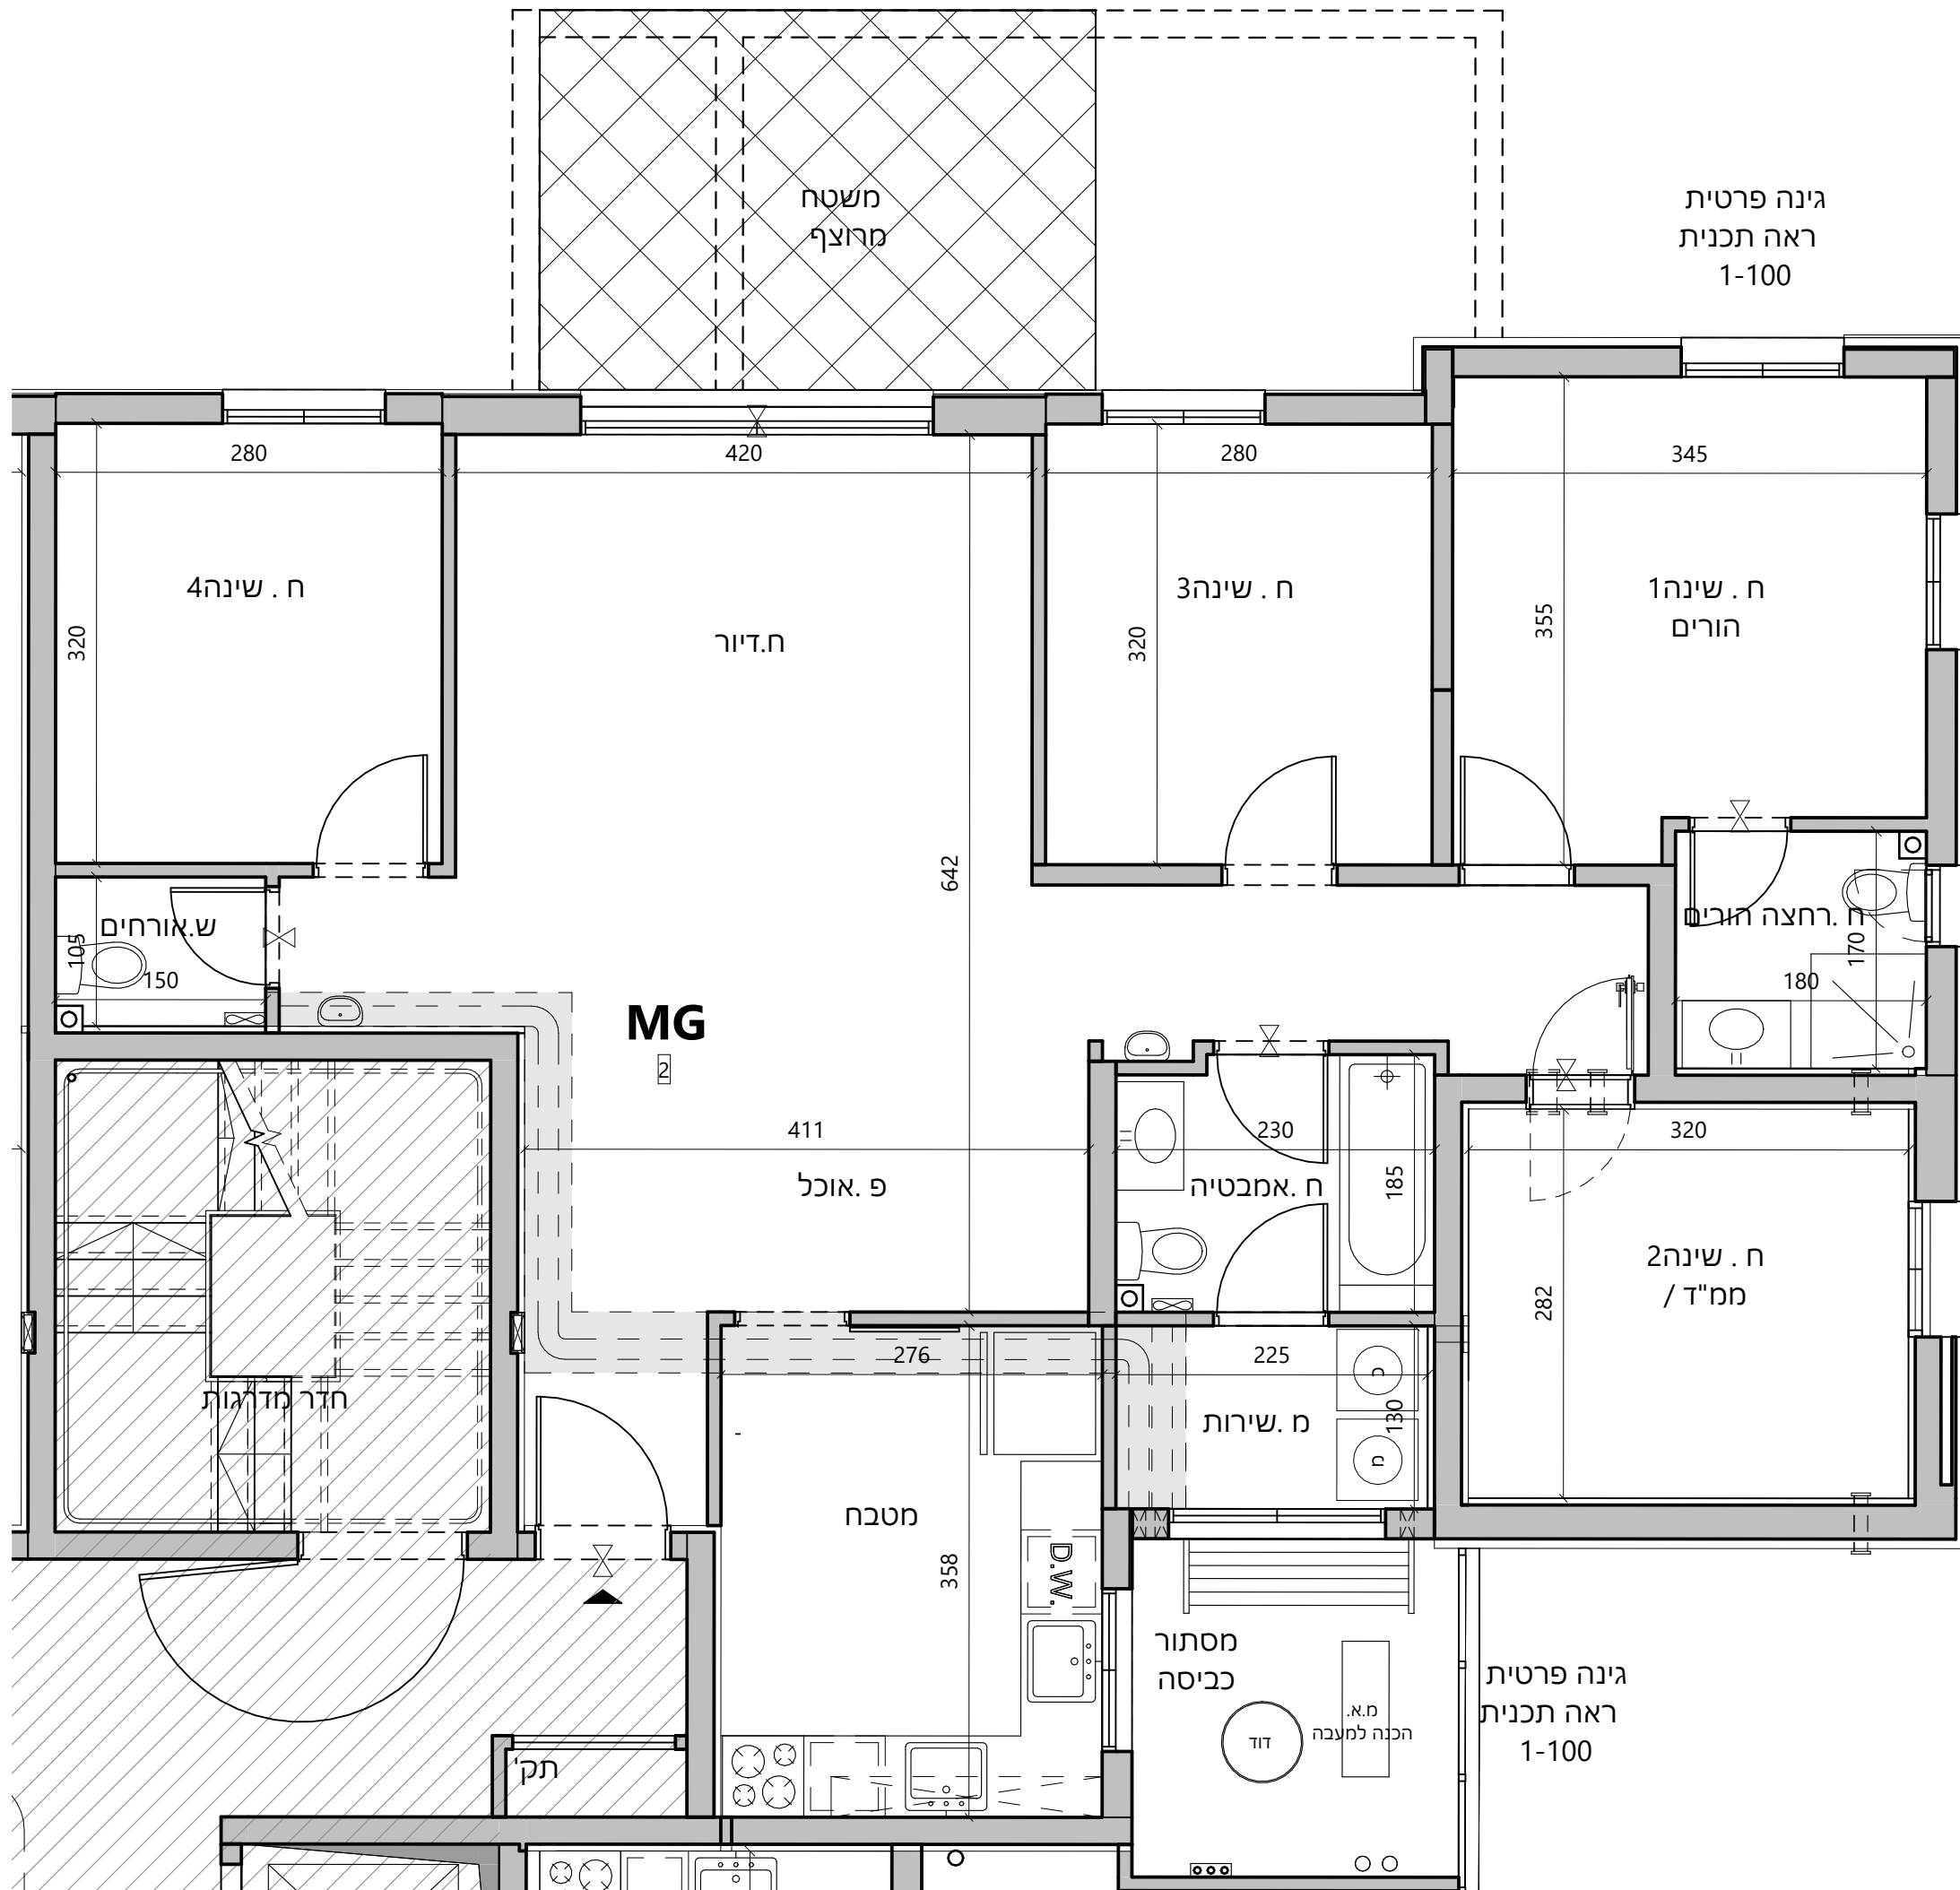 משטח
מרוצף
גינה פרטית
ראה תכנית
1-100
280
420
280
345
ח . שינה4
320
ח.דיור
ח . שינה3
320
ח . שינה1
הורים
355
642
ש.אורחים
105
150
ח .רחצה הורים
170
180
MG
2
411
פ .אוכל
230
ח .אמבטיה
185
320
ח . שינה2
ממ"ד /
282
חדר מדרגות
276
225
כ
מ .שירות
130
מ
-
מטבח
358
D.W.
מסתור
כביסה
גינה פרטית
ראה תכנית
1-100
מ.א.
הכנה למעבה
דוד
תק'